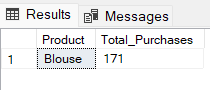 Results Messages
Product Total_Purchases
1 Blouse 171